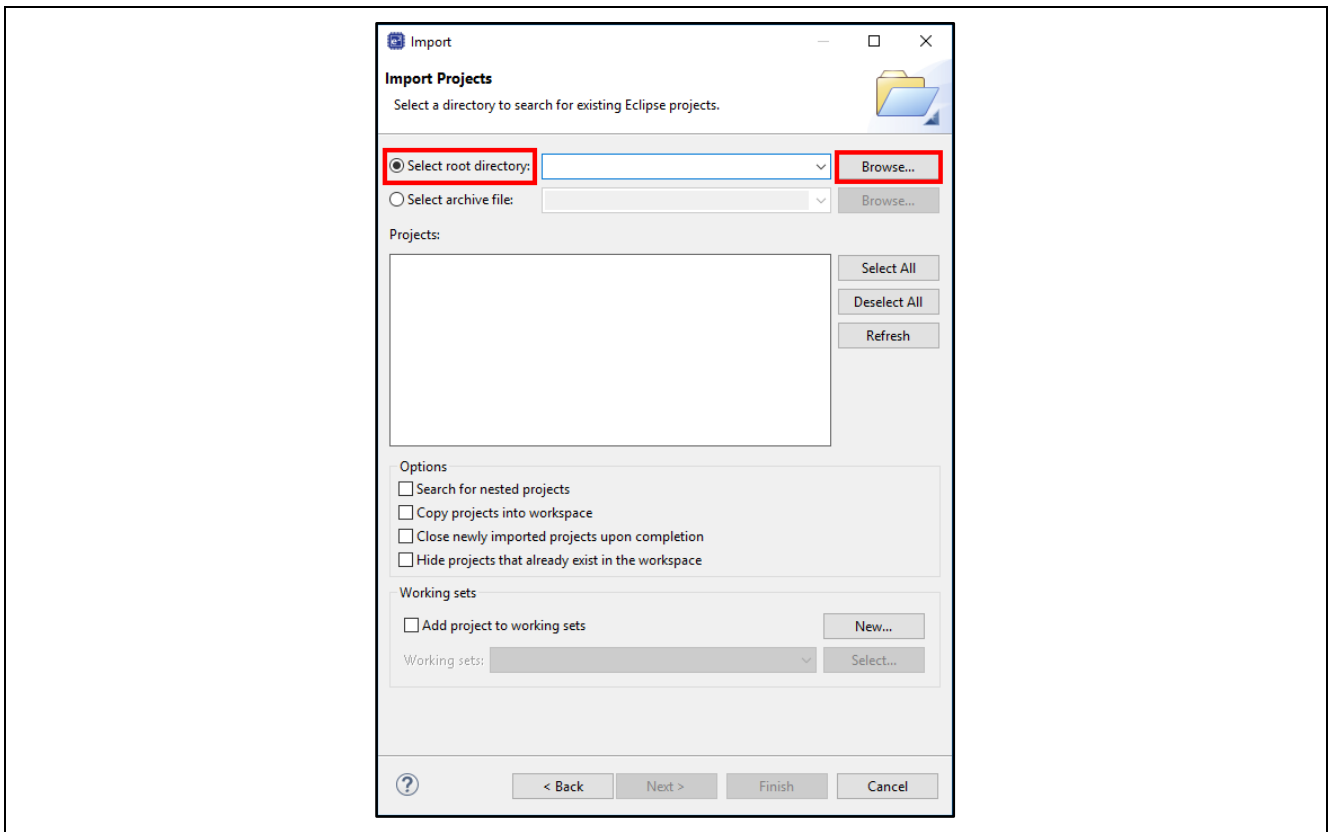 Import
Import Projects
Select a directory to search for existing Eclipse projects.
Select root directory: Browse...
Select archive file: Browse...
Projects:
Select All
Deselect All
Refresh
Options
Search for nested projects
Copy projects into workspace
Close newly imported projects upon completion
Hide projects that already exist in the workspace
Working sets
Add project to working sets New...
Working sets: Select...
? < Back Next > Finish Cancel